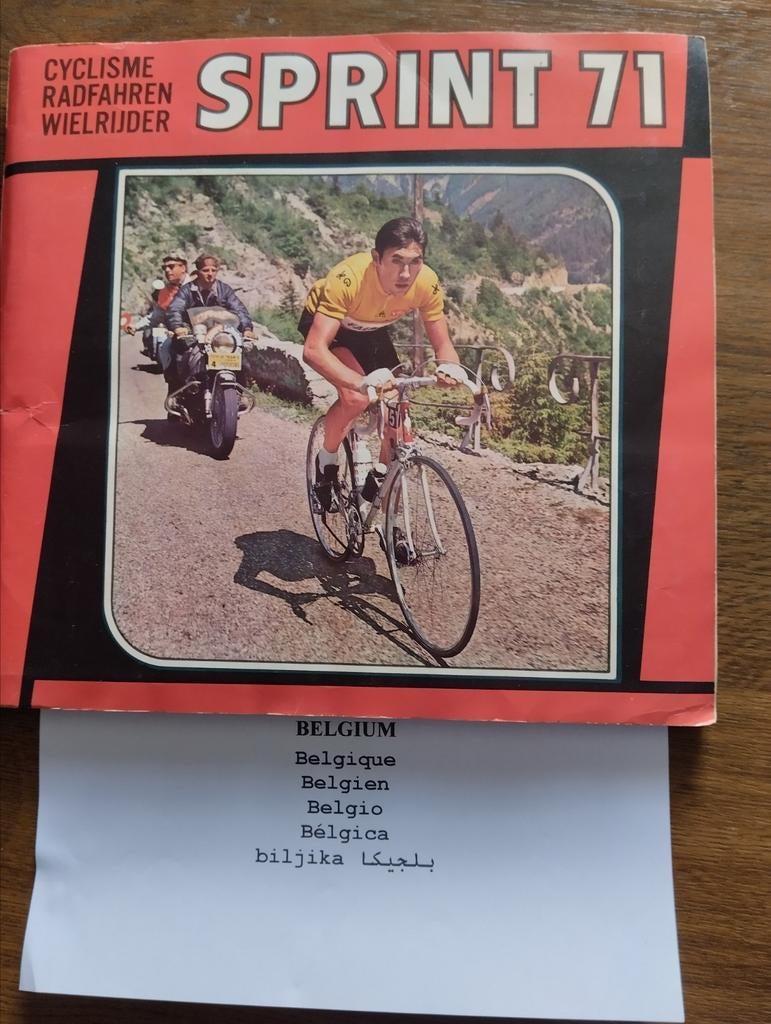 CYCLISME
RADFAHREN
WIELRIJDER
SPRINT 71
BELGIUM
Belgique
Belgien
Belgio
Bélgica
biljika بلجيكا